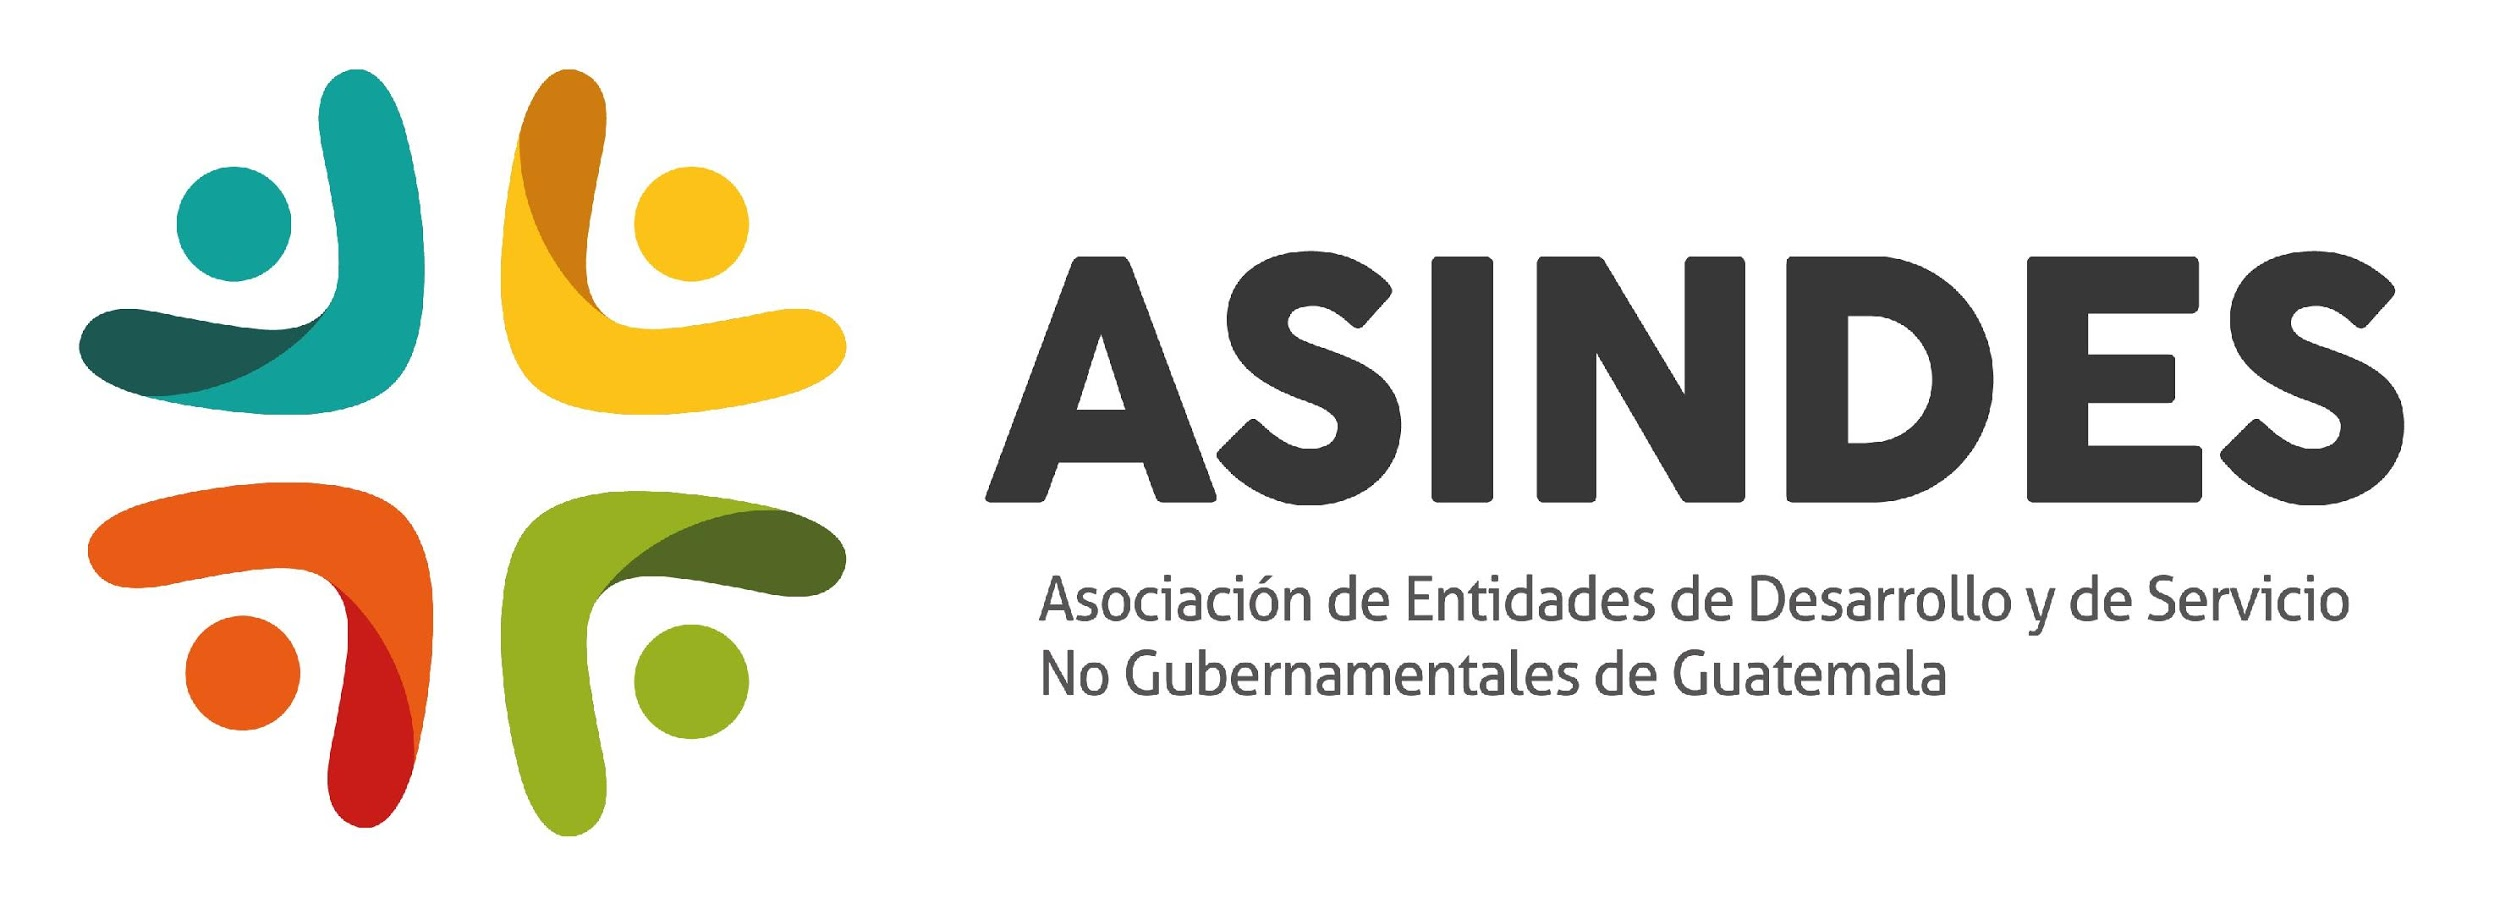 ASINDES
Asociación de Entidades de Desarrollo y de Servicio
No Gubernamentales de Guatemala